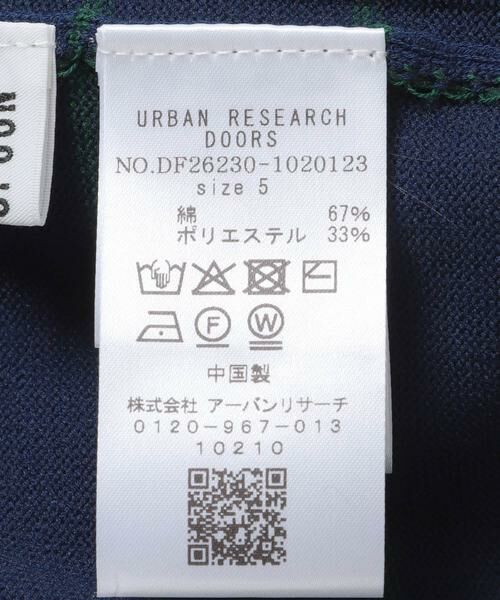 URBAN RESEARCH
DOORS
NO.DF26230-1020123
size 5
綿 67%
ポリエステル 33%
F W
中国製
株式会社 アーバンリサーチ
0120-967-013
10210